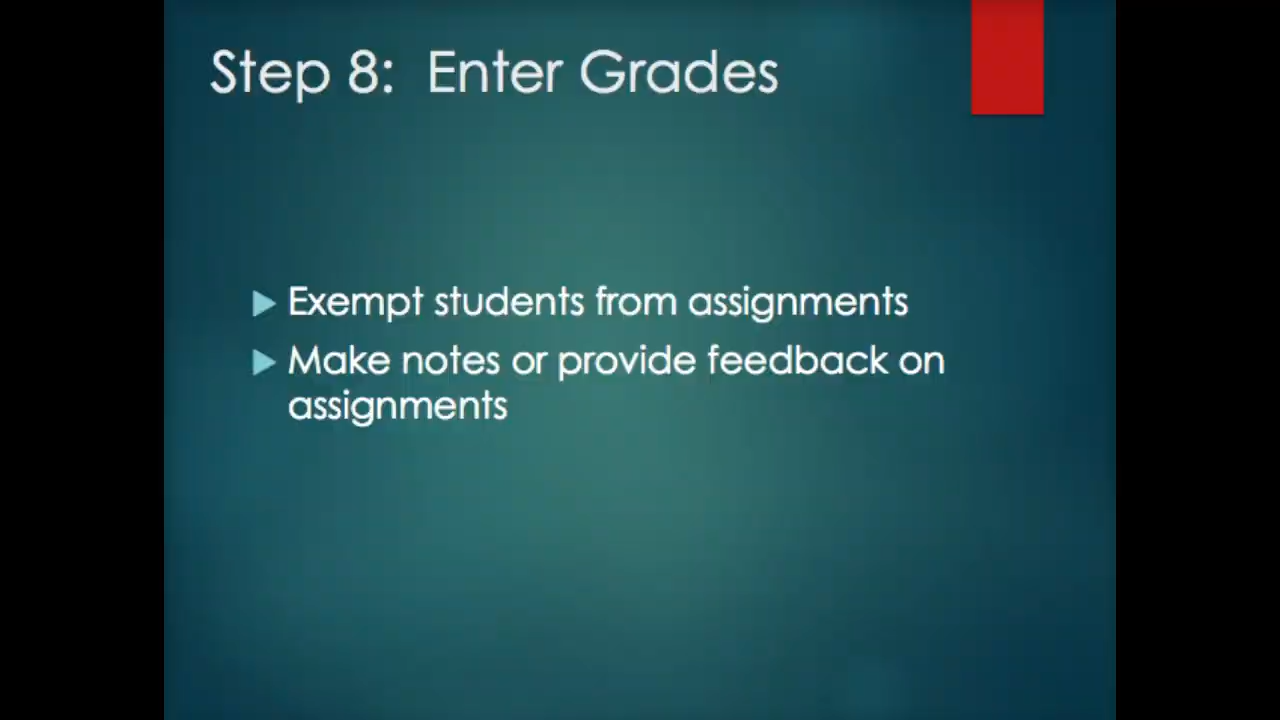 Step 8:  Enter Grades
Exempt students from assignments
Make notes or provide feedback on
assignments